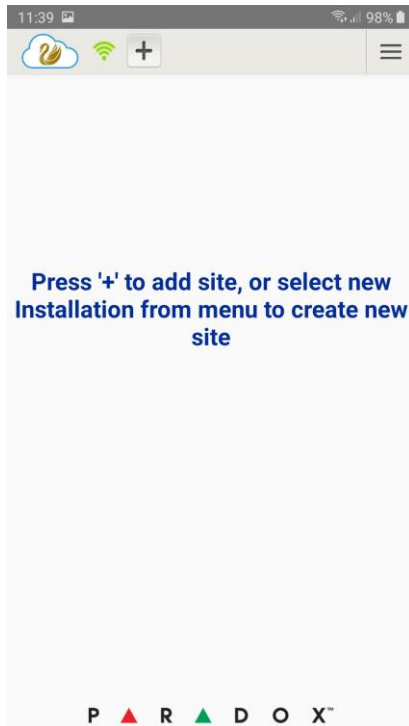 11:39 98%
+
Press '+' to add site, or select new
Installation from menu to create new
site
PARADOX™